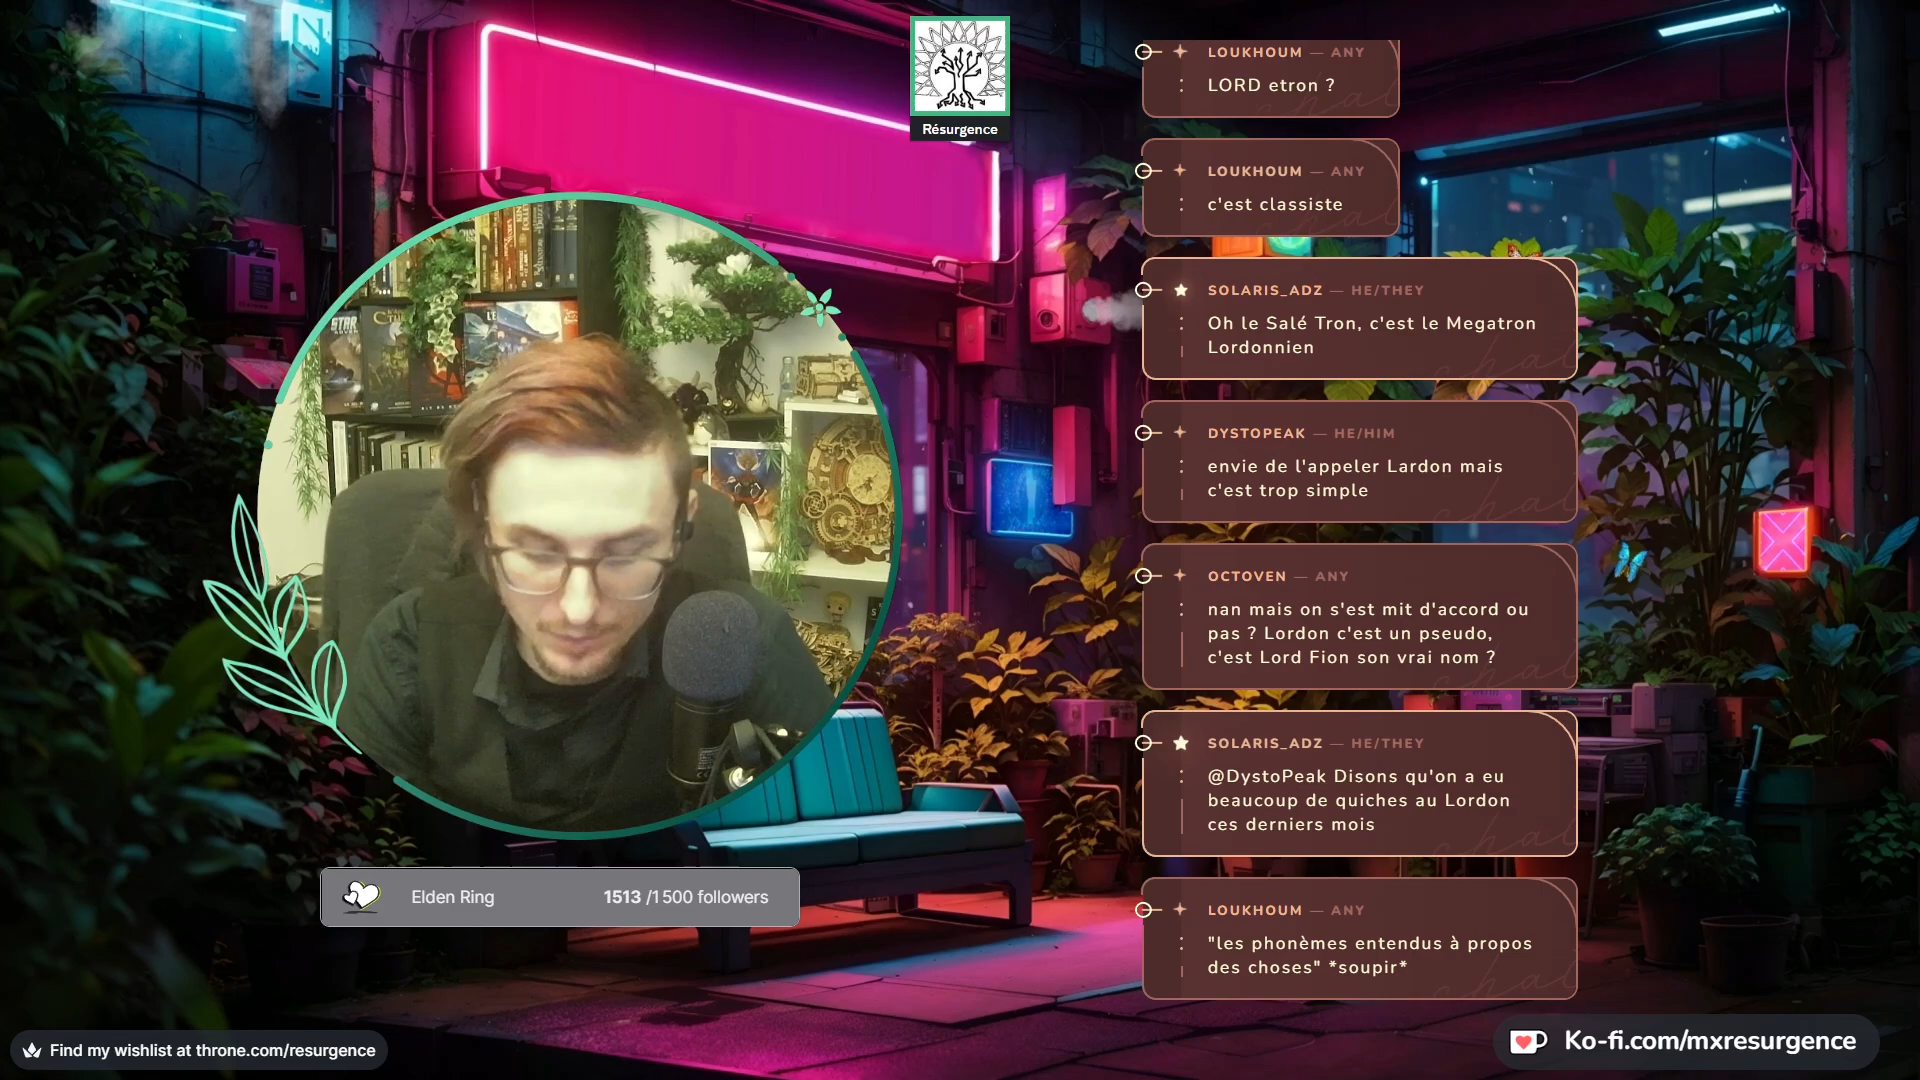 Résurgence
LOUKHOUM — ANY
LORD etron ?
LOUKHOUM — ANY
c'est classiste
SOLARIS_ADZ — HE/THEY
Oh le Salé Tron, c'est le Megatron
Lordonnien
DYSTOPEAK — HE/HIM
envie de l'appeler Lardon mais
c'est trop simple
OCTOVEN — ANY
nan mais on s'est mit d'accord ou
pas ? Lordon c'est un pseudo,
c'est Lord Fion son vrai nom ?
SOLARIS_ADZ — HE/THEY
@DystoPeak Disons qu'on a eu
beaucoup de quiches au Lordon
ces derniers mois
LOUKHOUM — ANY
"les phonèmes entendus à propos
des choses" *soupir*
Elden Ring 1513 /1 500 followers
Find my wishlist at throne.com/resurgence
Ko-fi.com/mxresurgence